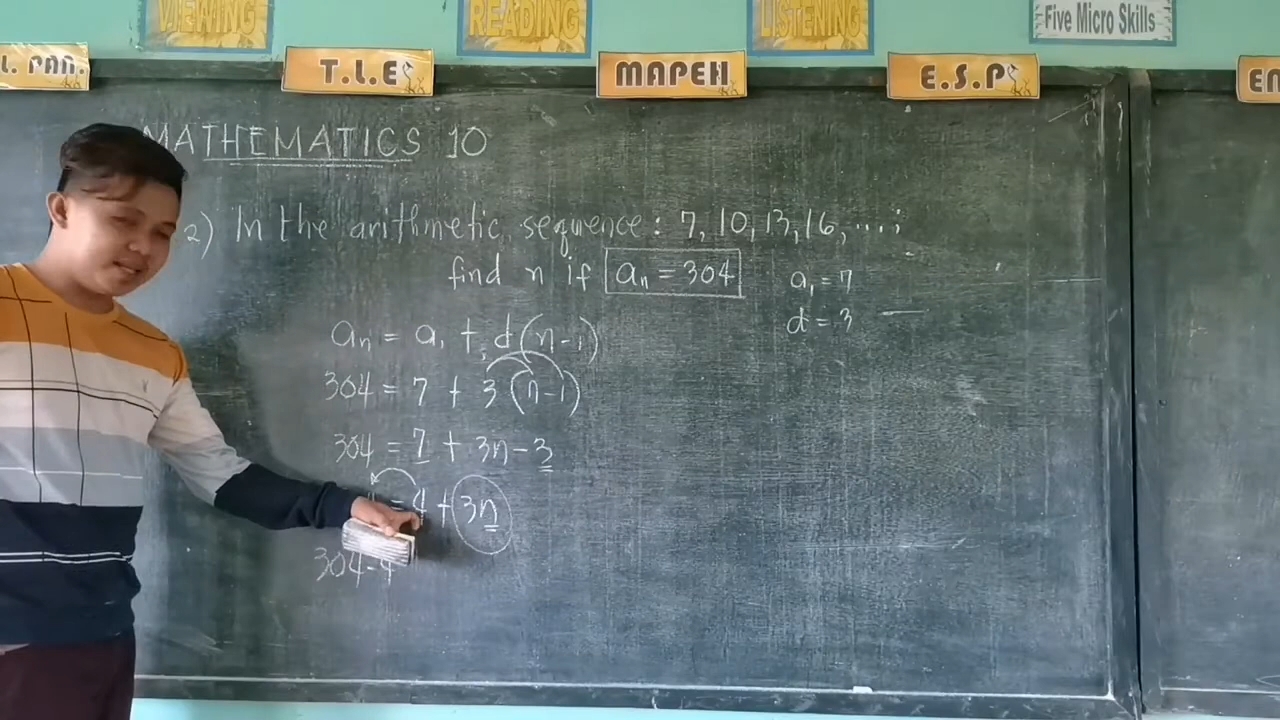 VIEWING
READING
LISTENING
Five Micro Skills
L. PAN.
T.L.E
MAPEH
E.S.P
EN
MATHEMATICS 10
2) In the arithmetic sequence: 7, 10, 13, 16, ....;
find n if aₙ = 304
a₁ = 7
d = 3
aₙ = a₁ + d(n-1)
304 = 7 + 3(n-1)
304 = 7 + 3n - 3
= 4 + 3n
304 - 4